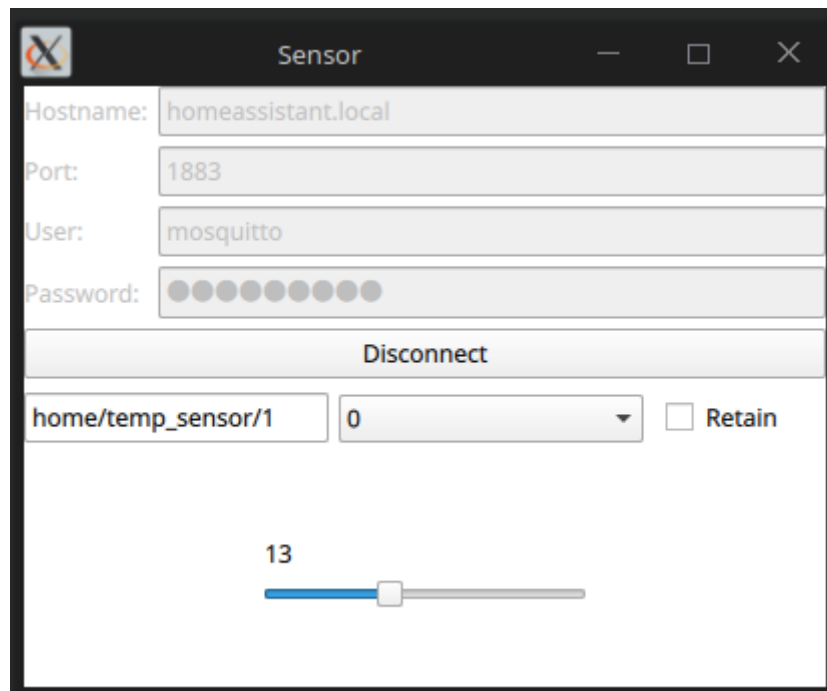 Sensor
Hostname: homeassistant.local
Port: 1883
User: mosquitto
Password: ●●●●●●●●●
Disconnect
home/temp_sensor/1 0 Retain
13